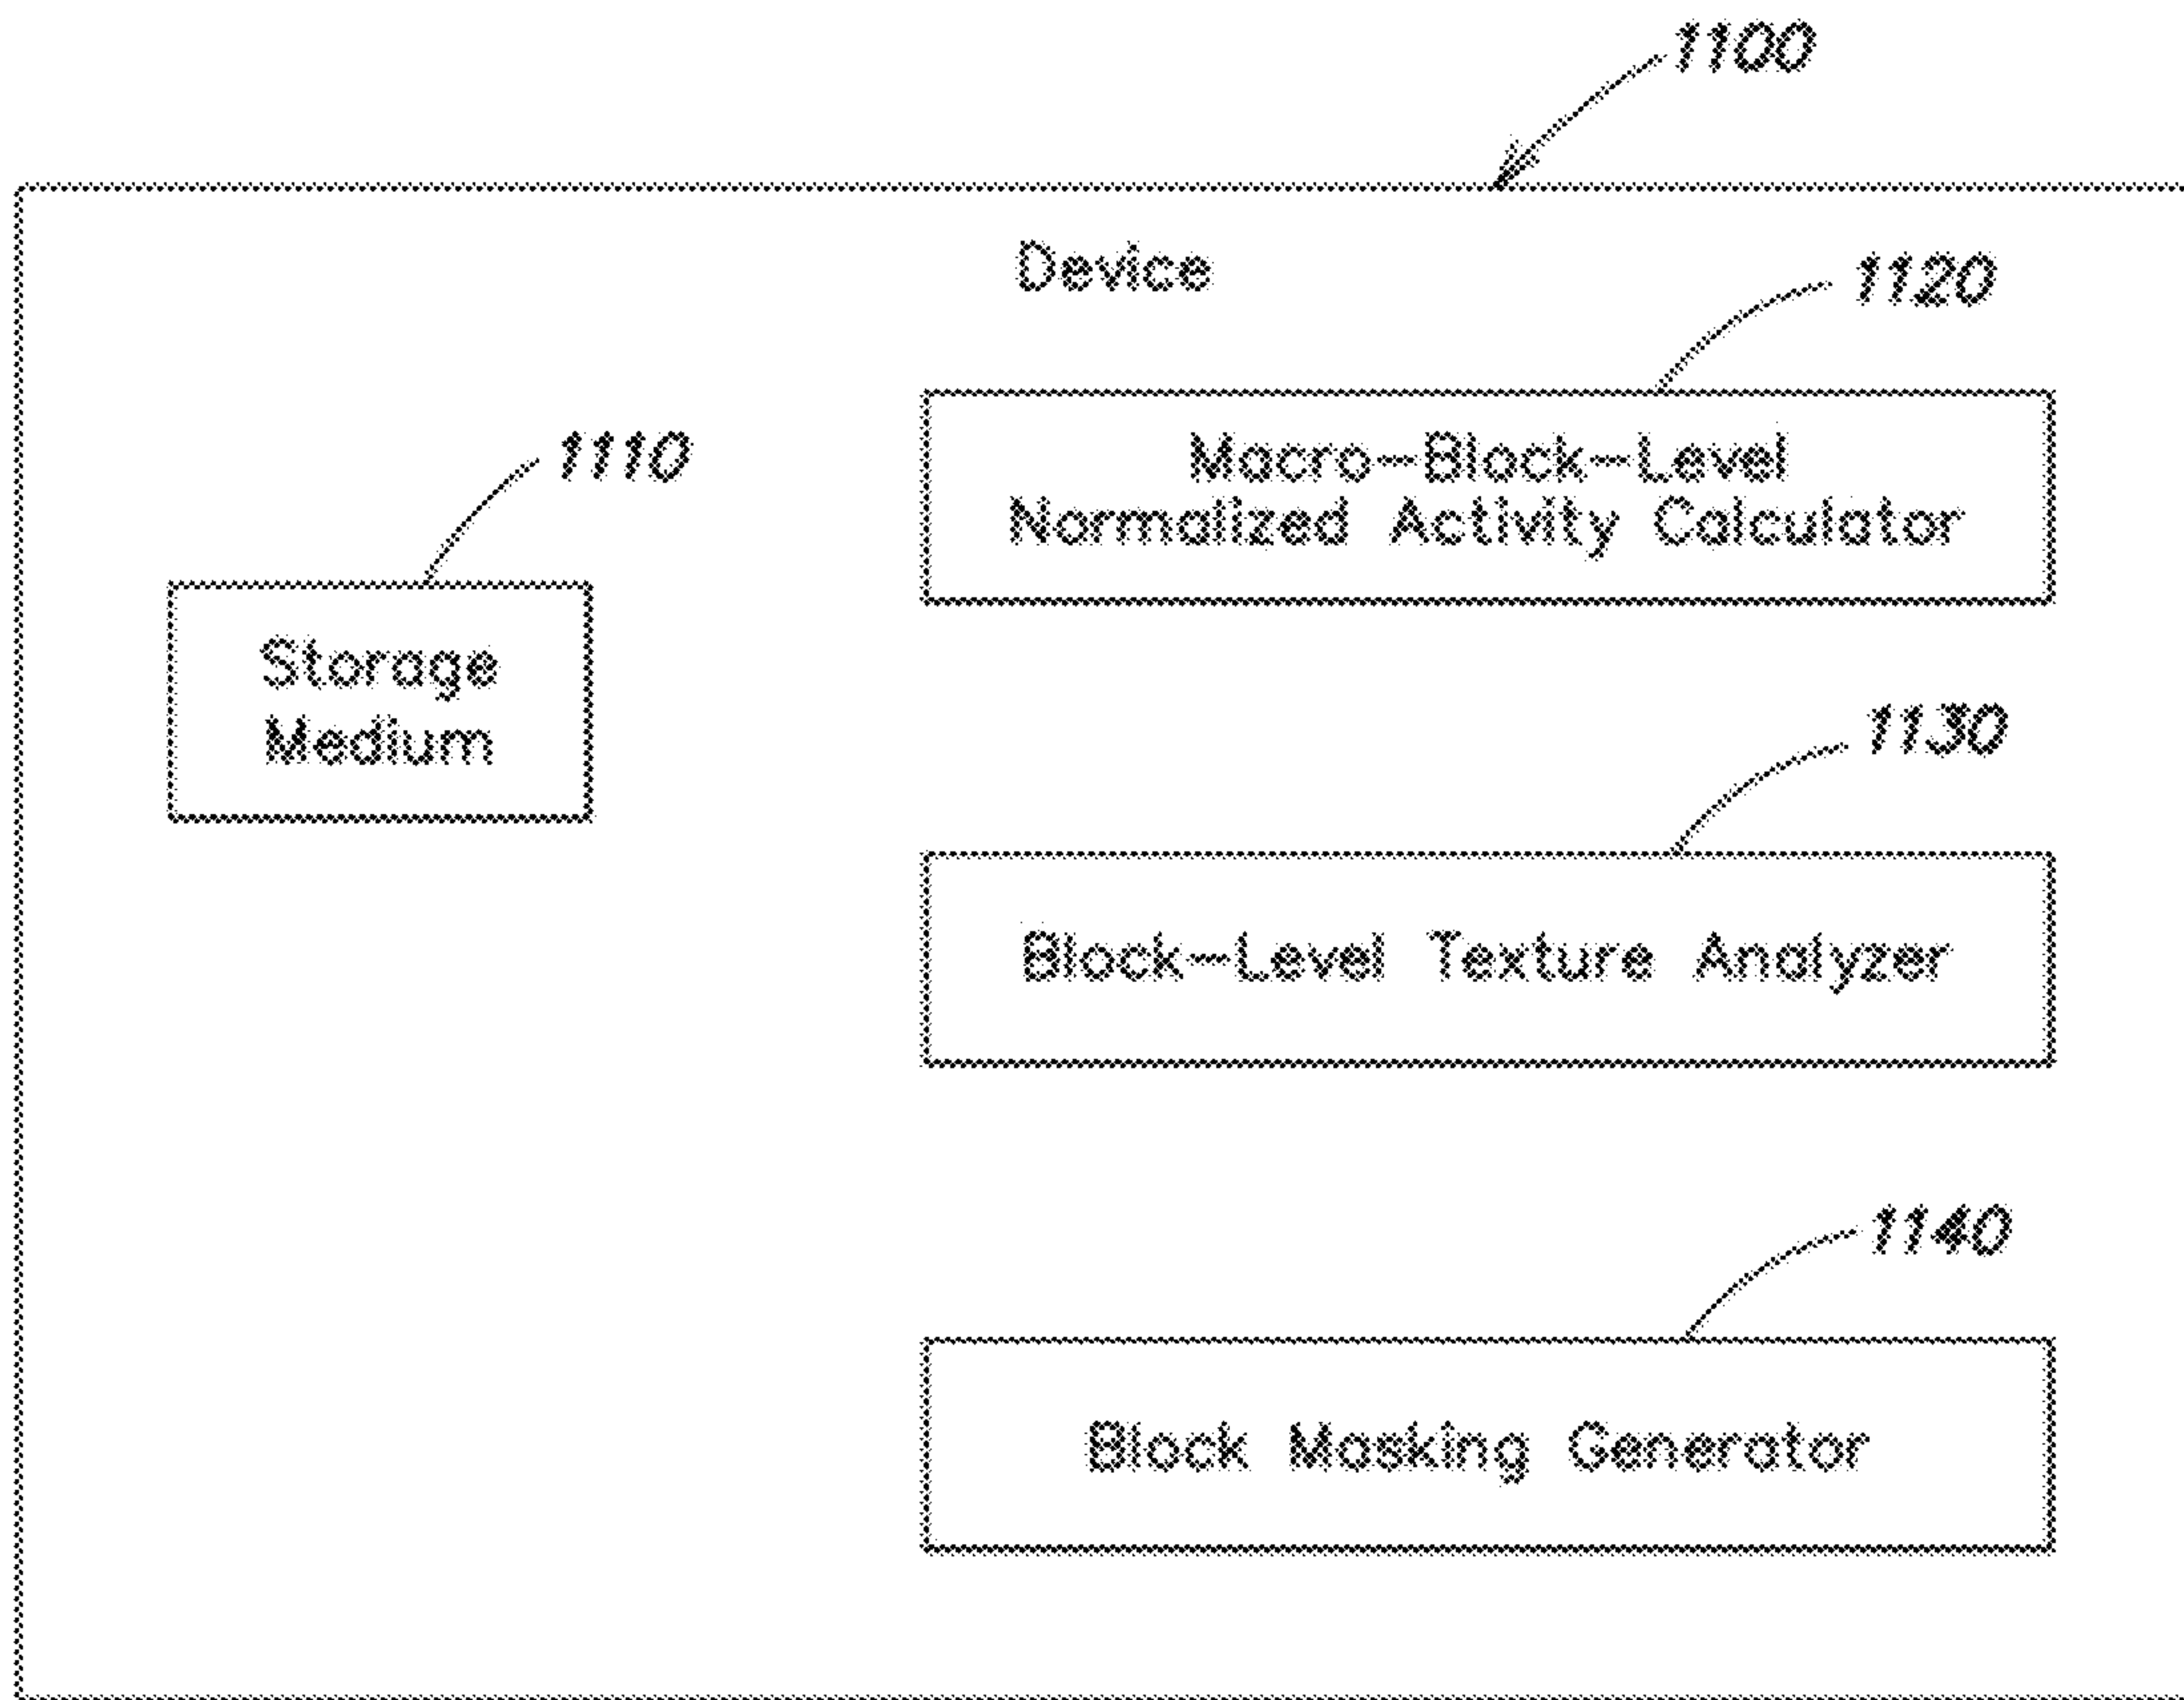 1100
Device
1120
Macro-Block-Level
Normalized Activity Calculator
1110
Storage
Medium
1130
Block-Level Texture Analyzer
1140
Block Masking Generator